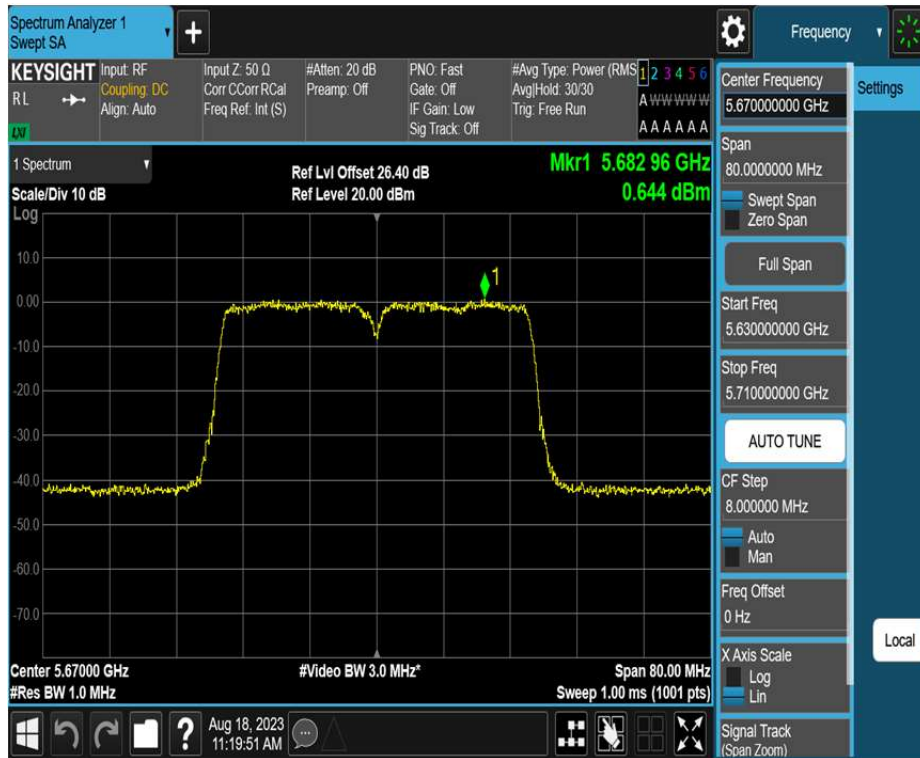 Spectrum Analyzer 1
Swept SA
+
Frequency
KEYSIGHT
R L
LXI
Input: RF
Coupling: DC
Align: Auto
Input Z: 50 Ω
Corr CCorr RCal
Freq Ref: Int (S)
#Atten: 20 dB
Preamp: Off
PNO: Fast
Gate: Off
IF Gain: Low
Sig Track: Off
#Avg Type: Power (RMS
Avg|Hold: 30/30
Trig: Free Run
1 2 3 4 5 6
A W W W W W
A A A A A A
1 Spectrum
Scale/Div 10 dB
Log
Ref Lvl Offset 26.40 dB
Ref Level 20.00 dBm
Mkr1 5.682 96 GHz
0.644 dBm
10.0
0.00
-10.0
-20.0
-30.0
-40.0
-50.0
-60.0
-70.0
1
Center 5.67000 GHz
#Res BW 1.0 MHz
#Video BW 3.0 MHz*
Span 80.00 MHz
Sweep 1.00 ms (1001 pts)
?
Aug 18, 2023
11:19:51 AM
Center Frequency
5.670000000 GHz
Span
80.0000000 MHz
Swept Span
Zero Span
Full Span
Start Freq
5.630000000 GHz
Stop Freq
5.710000000 GHz
AUTO TUNE
CF Step
8.000000 MHz
Auto
Man
Freq Offset
0 Hz
X Axis Scale
Log
Lin
Signal Track
(Span Zoom)
Settings
Local